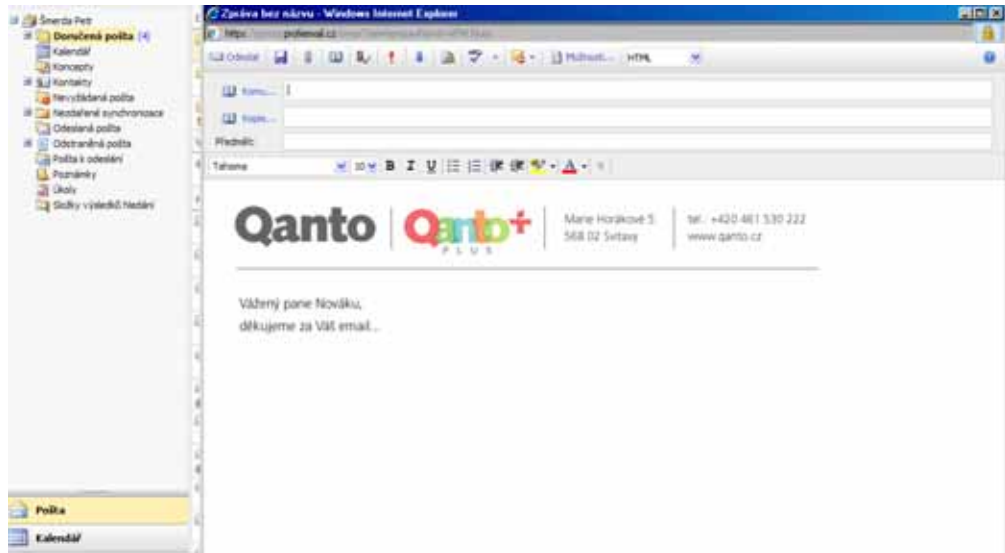 Šmerda Petr
Doručená pošta (4)
Kalendář
Koncepty
Kontakty
Nevyžádaná pošta
Nezdařené synchronizace
Odeslaná pošta
Odstraněná pošta
Pošta k odeslání
Poznámky
Úkoly
Složky výsledků hledání
Pošta
Kalendář
Zpráva bez názvu - Windows Internet Explorer
Odeslat
Možnosti...
HTML
Komu...
Kopie...
Předmět:
Tahoma
10
B I U
A
Qanto
Qanto+
PLUS
Marie Horákové 5
568 02 Svitavy
tel.: +420 461 530 222
www.qanto.cz
Vážený pane Nováku,
děkujeme za Váš email...